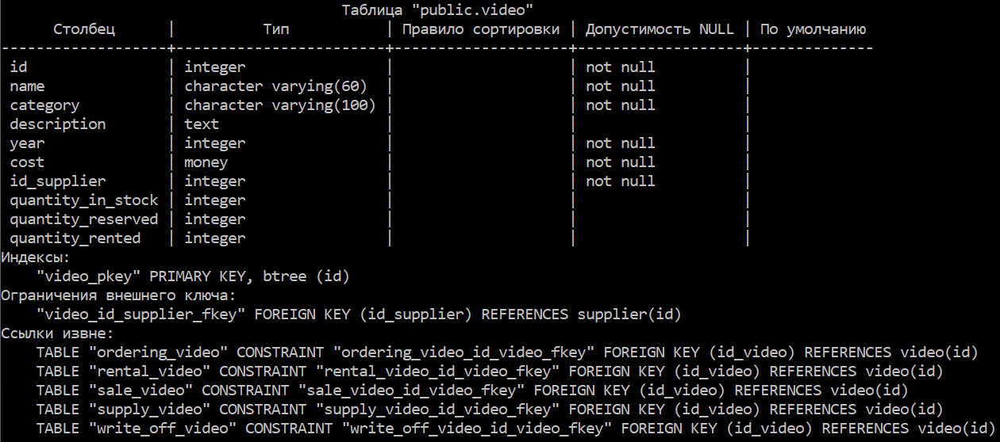 Таблица "public.video"
Столбец | Тип | Правило сортировки | Допустимость NULL | По умолчанию
-------------------+------------------------+--------------------+-------------------+--------------
id | integer | | not null |
name | character varying(60) | | not null |
category | character varying(100) | | not null |
description | text | | |
year | integer | | not null |
cost | money | | not null |
id_supplier | integer | | not null |
quantity_in_stock | integer | | |
quantity_reserved | integer | | |
quantity_rented | integer | | |
Индексы:
"video_pkey" PRIMARY KEY, btree (id)
Ограничения внешнего ключа:
"video_id_supplier_fkey" FOREIGN KEY (id_supplier) REFERENCES supplier(id)
Ссылки извне:
TABLE "ordering_video" CONSTRAINT "ordering_video_id_video_fkey" FOREIGN KEY (id_video) REFERENCES video(id)
TABLE "rental_video" CONSTRAINT "rental_video_id_video_fkey" FOREIGN KEY (id_video) REFERENCES video(id)
TABLE "sale_video" CONSTRAINT "sale_video_id_video_fkey" FOREIGN KEY (id_video) REFERENCES video(id)
TABLE "supply_video" CONSTRAINT "supply_video_id_video_fkey" FOREIGN KEY (id_video) REFERENCES video(id)
TABLE "write_off_video" CONSTRAINT "write_off_video_id_video_fkey" FOREIGN KEY (id_video) REFERENCES video(id)